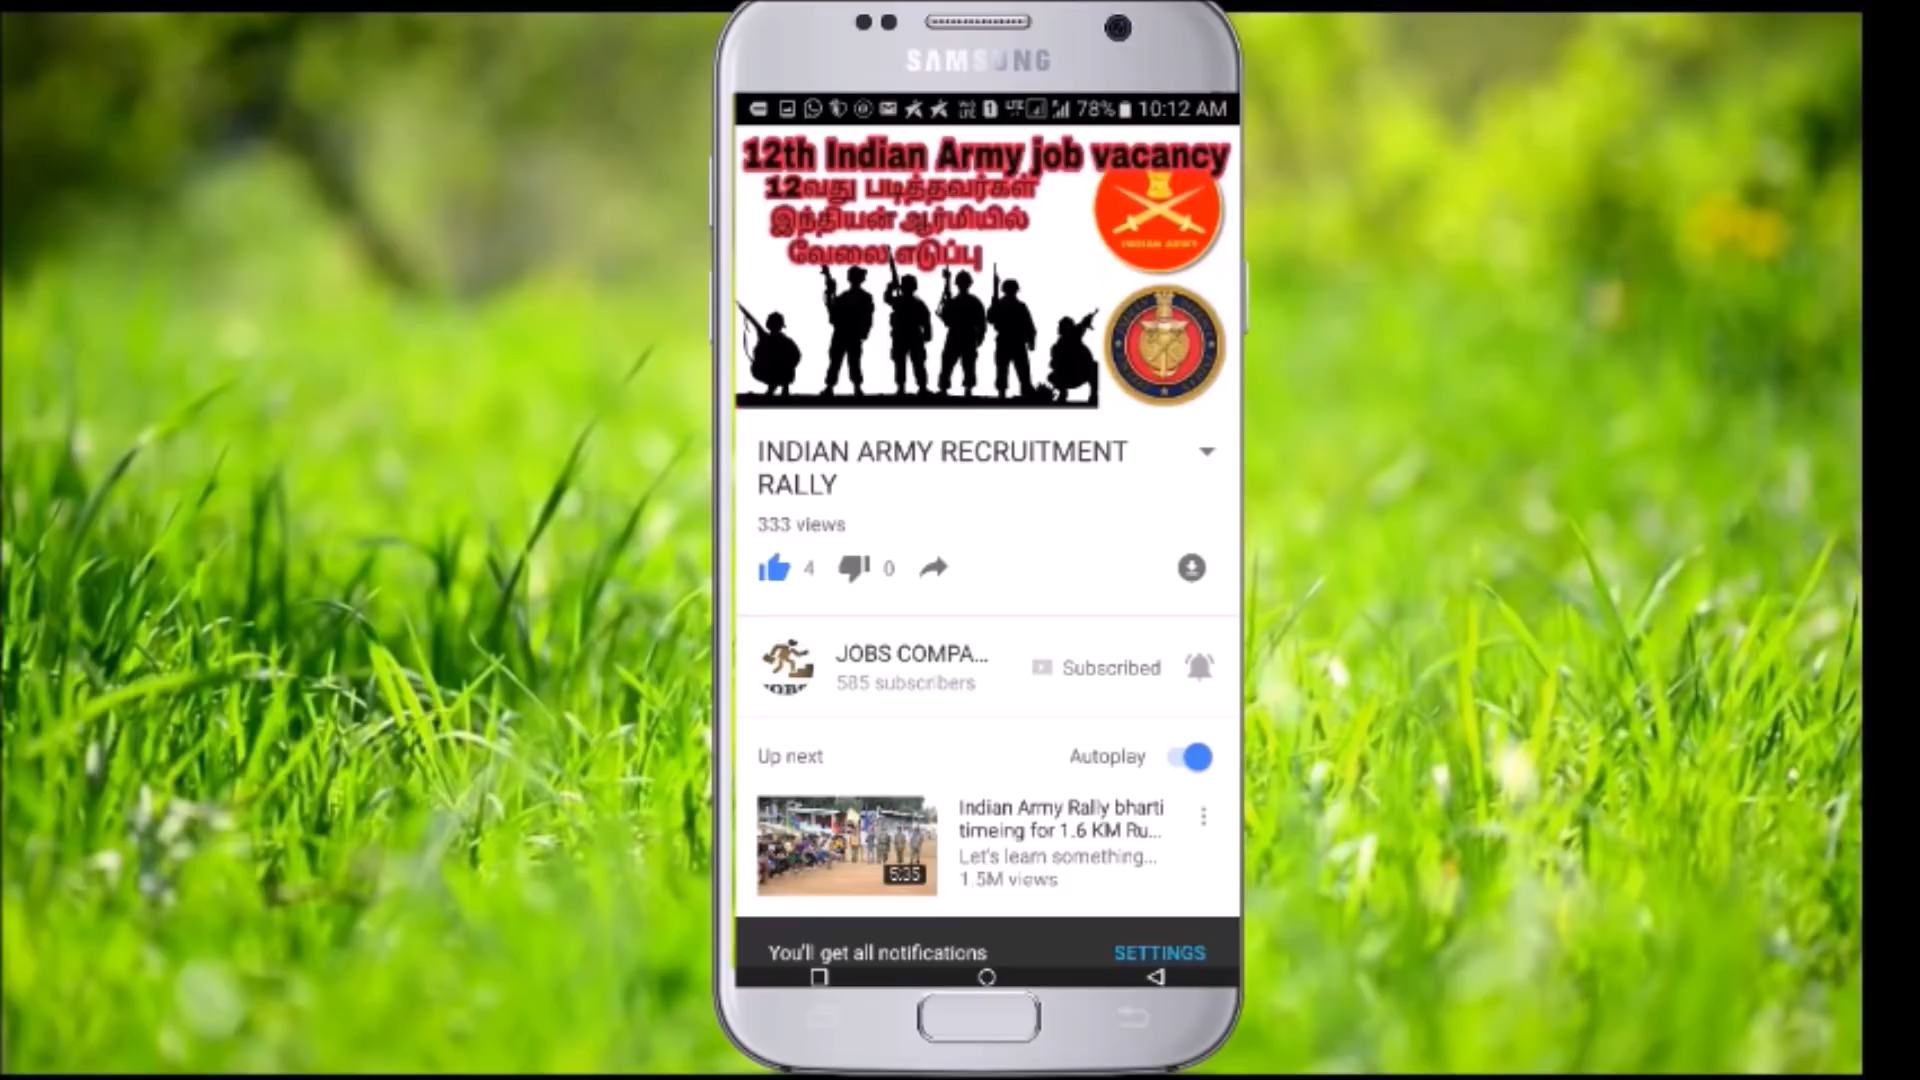 SAMSUNG
78% 10:12 AM
12th Indian Army job vacancy
12வது படித்தவர்கள்
இந்தியன் ஆர்மியில்
வேலை எடுப்பு
INDIAN ARMY
INDIAN ARMY RECRUITMENT
RALLY
333 views
4 0
JOBS COMPA...
585 subscribers
Subscribed
JOBS
Up next
Autoplay
Indian Army Rally bharti
timeing for 1.6 KM Ru...
Let's learn something...
1.5M views
5:35
You'll get all notifications
SETTINGS